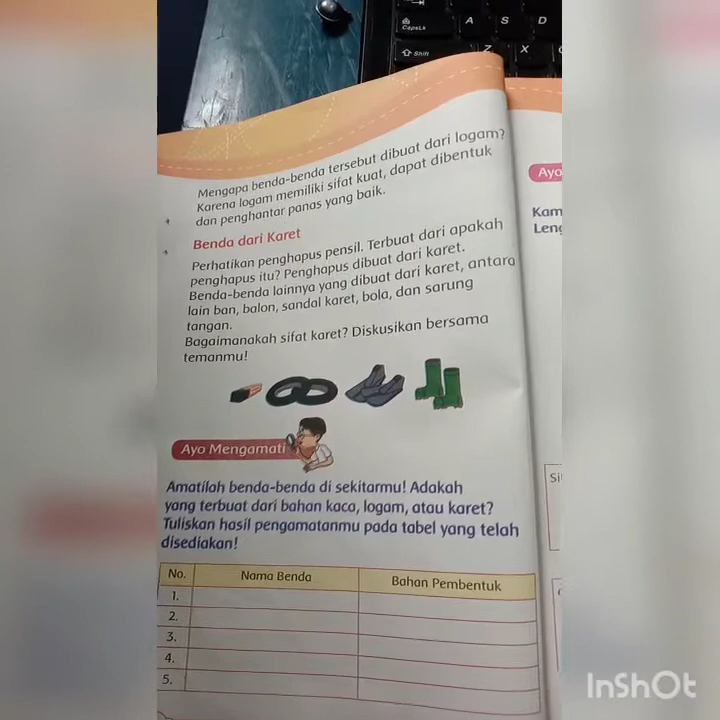 CapsLk
A
S
D
Shift
Z
X
Mengapa benda-benda tersebut dibuat dari logam?
Karena logam memiliki sifat kuat, dapat dibentuk
dan penghantar panas yang baik.
Benda dari Karet
Perhatikan penghapus pensil. Terbuat dari apakah
penghapus itu? Penghapus dibuat dari karet.
Benda-benda lainnya yang dibuat dari karet, antara
lain ban, balon, sandal karet, bola, dan sarung
tangan.
Bagaimanakah sifat karet? Diskusikan bersama
temanmu!
Ayo Mengamati
Amatilah benda-benda di sekitarmu! Adakah
yang terbuat dari bahan kaca, logam, atau karet?
Tuliskan hasil pengamatanmu pada tabel yang telah
disediakan!
No. Nama Benda Bahan Pembentuk
1.
2.
3.
4.
5.
Ayo
Kam
Leng
InShOt